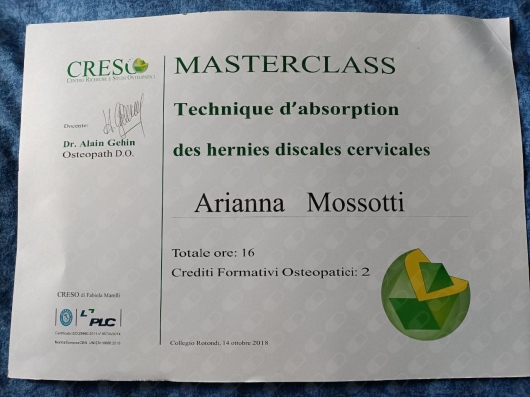 CRESO
CENTRO RICERCHE E STUDI OSTEOPATICI
Docente:
Dr. Alain Gehin
Osteopath D.O.
MASTERCLASS
Technique d'absorption
des hernies discales cervicales
Arianna Mossotti
Totale ore: 16
Crediti Formativi Osteopatici: 2
CRESO di Fabiola Marelli
PLC
Collegio Rotondi, 14 ottobre 2018